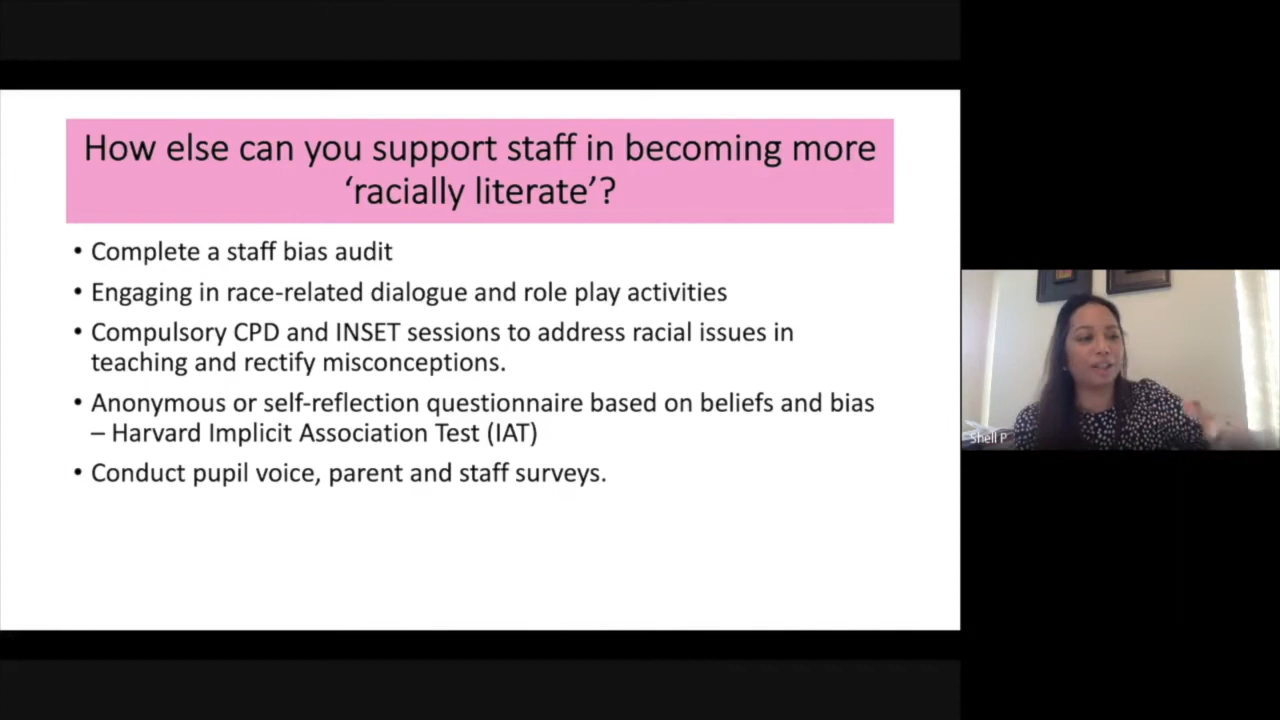 How else can you support staff in becoming more
‘racially literate’?
• Complete a staff bias audit
• Engaging in race-related dialogue and role play activities
• Compulsory CPD and INSET sessions to address racial issues in
teaching and rectify misconceptions.
• Anonymous or self-reflection questionnaire based on beliefs and bias
– Harvard Implicit Association Test (IAT)
• Conduct pupil voice, parent and staff surveys.
Shell P